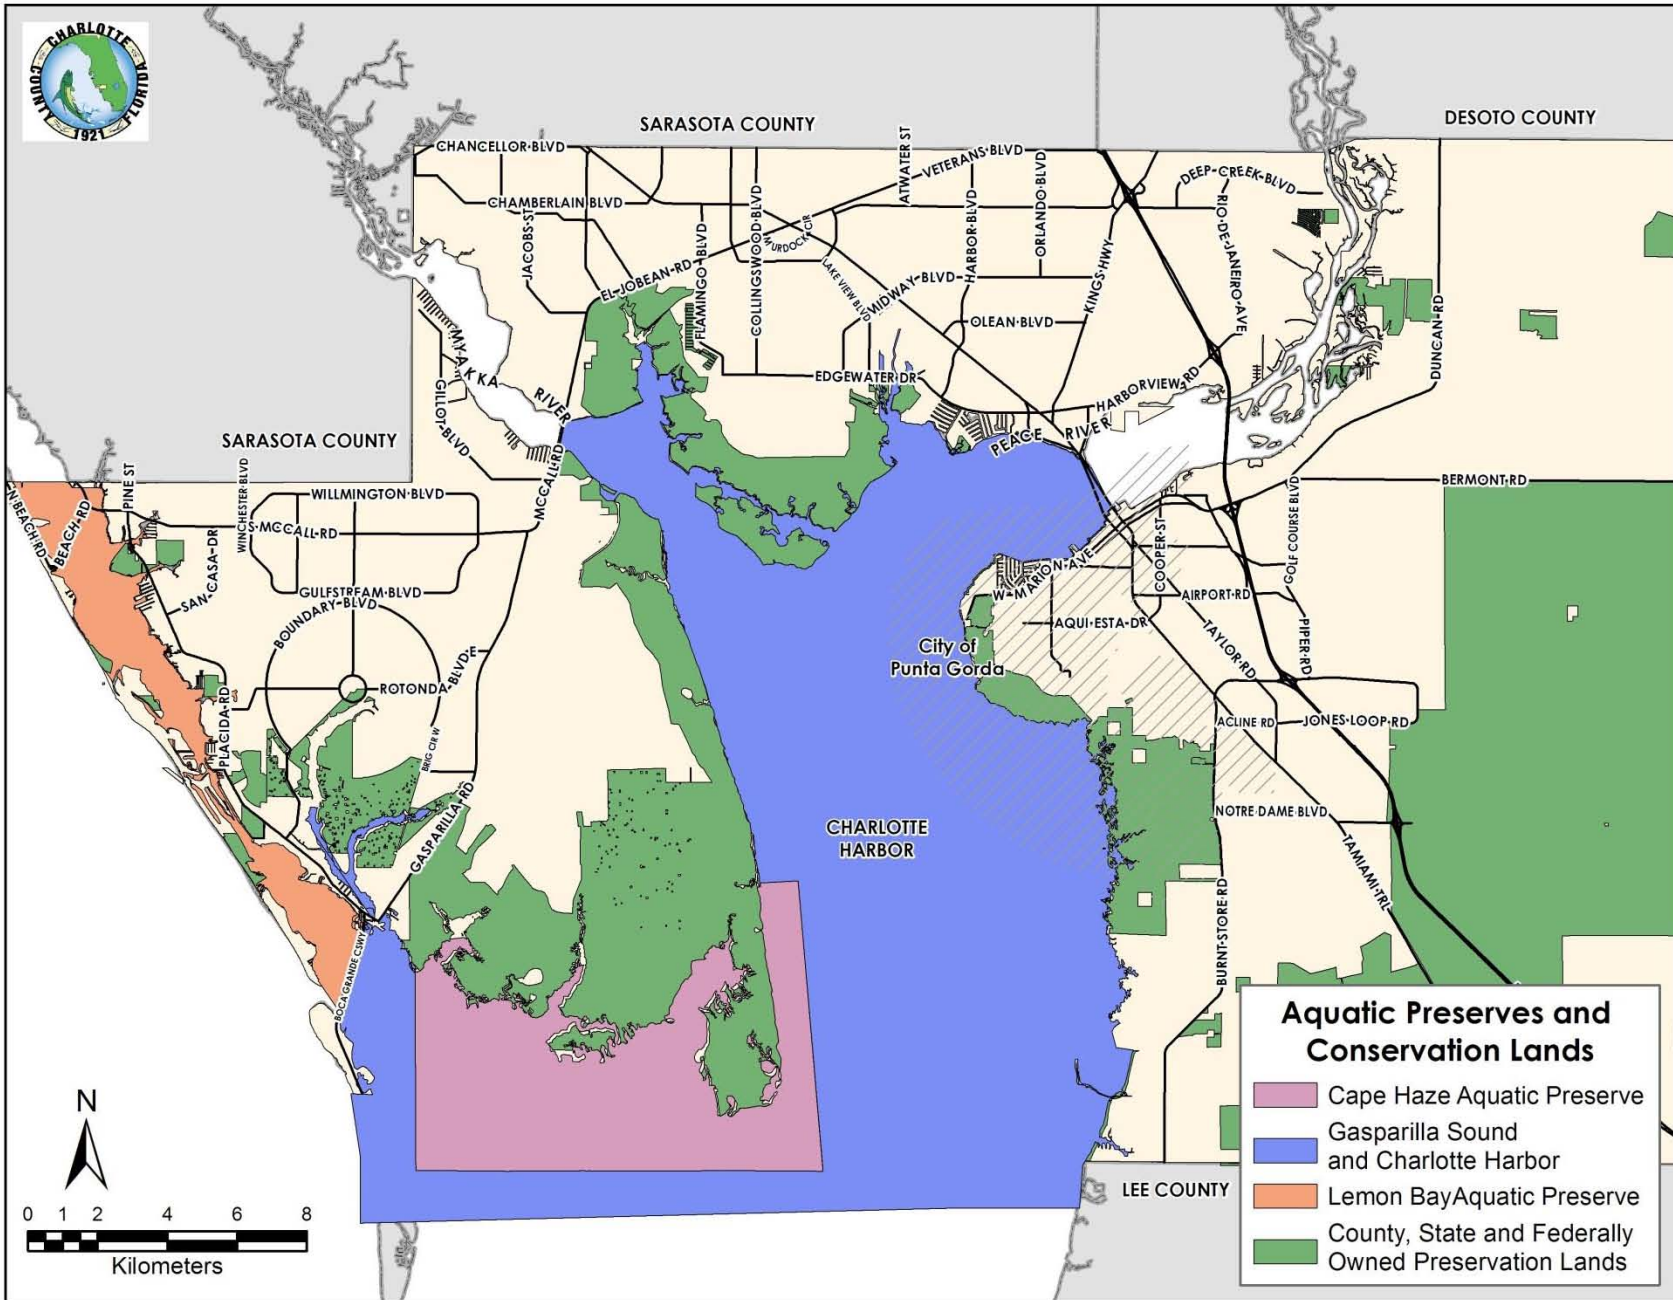 CHARLOTTE
COUNTY
FLORIDA
1921
SARASOTA COUNTY
DESOTO COUNTY
CHANCELLOR BLVD
ATWATER ST
VETERANS BLVD
CHAMBERLAIN BLVD
DEEP-CREEK-BLVD
JACOBS-ST
FLAMINGO-BLVD
COLLINGSWOOD-BLVD
MURDOCK-CIR
HARBOR-BLVD
ORLANDO-BLVD
RIO-DE-JANEIRO-AVE
EL-JOBEAN-RD
LAKE VIEW BLVD
MIDWAY-BLVD
KINGS-HWY
OLEAN-BLVD
DUNCAN-RD
MYAKKA
RIVER
GILLOT-BLVD
EDGEWATER-DR
HARBORVIEW-RD
PEACE RIVER
SARASOTA COUNTY
MCCALL-RD
PINE ST
WINCHESTER-BLVD
WILLMINGTON BLVD
BERMONT RD
N-BEACH-RD
BEACH-RD
S-MCCALL-RD
SAN-CASA-DR
GOLF COURSE BLVD
COOPER-ST
W-MARION-AVE
GULFSTREAM BLVD
BOUNDARY-BLVD
AIRPORT-RD
AQUI-ESTA-DR
TAYLOR-RD
PIPER-RD
City of
Punta Gorda
ROTONDA-BLVD-E
PLACIDA-RD
BRIG CIR W
ACLINE RD
JONES LOOP RD
GASPARILLA-RD
NOTRE-DAME-BLVD
CHARLOTTE
HARBOR
TAMIAMI-TRL
BURNT-STORE-RD
BOCA GRANDE CSWY
LEE COUNTY
N
0 1 2 4 6 8
Kilometers
Aquatic Preserves and
Conservation Lands
Cape Haze Aquatic Preserve
Gasparilla Sound
and Charlotte Harbor
Lemon BayAquatic Preserve
County, State and Federally
Owned Preservation Lands